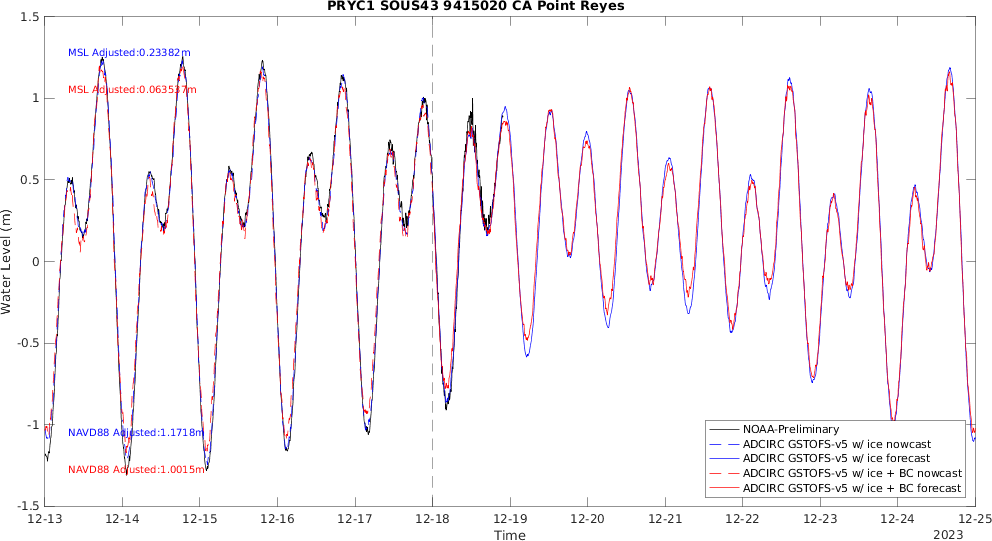 PRYC1 SOUS43 9415020 CA Point Reyes
1.5
MSL Adjusted:0.23382m
MSL Adjusted:0.063537m
1
0.5
0
-0.5
-1
-1.5
Water Level (m)
NAVD88 Adjusted:1.1718m
NAVD88 Adjusted:1.0015m
NOAA-Preliminary
ADCIRC GSTOFS-v5 w/ ice nowcast
ADCIRC GSTOFS-v5 w/ ice forecast
ADCIRC GSTOFS-v5 w/ ice + BC nowcast
ADCIRC GSTOFS-v5 w/ ice + BC forecast
12-13 12-14 12-15 12-16 12-17 12-18 12-19 12-20 12-21 12-22 12-23 12-24 12-25
Time
2023